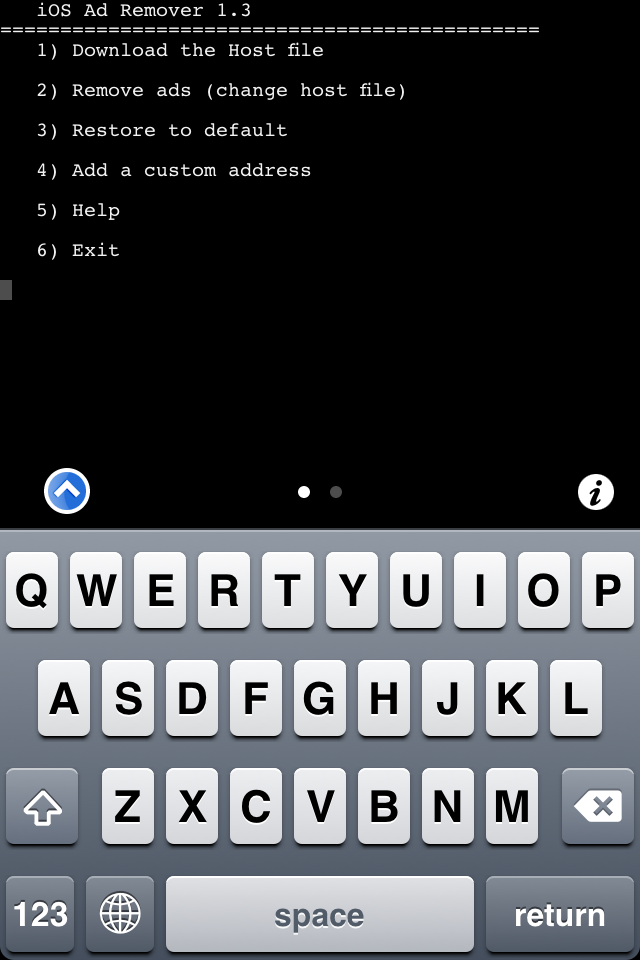 iOS Ad Remover 1.3
=============================================
1) Download the Host file
2) Remove ads (change host file)
3) Restore to default
4) Add a custom address
5) Help
6) Exit
i
Q W E R T Y U I O P
A S D F G H J K L
Z X C V B N M
123 space return